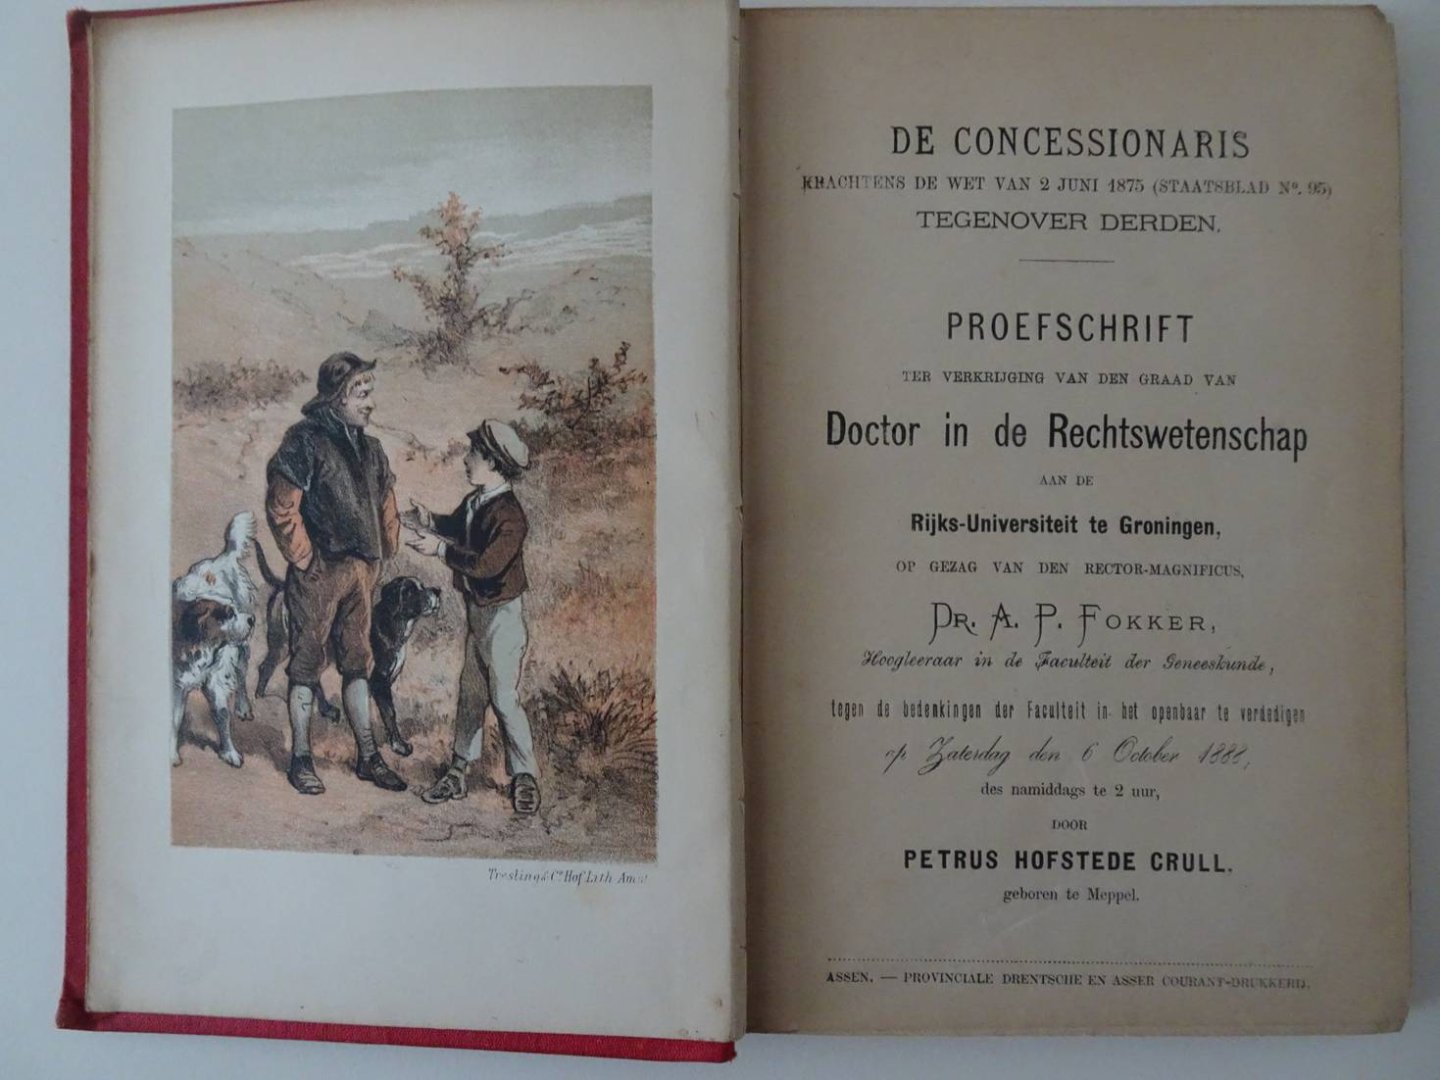 Tresling & Co. Hof Lith Amst
DE CONCESSIONARIS
KRACHTENS DE WET VAN 2 JUNI 1875 (STAATSBLAD No. 95)
TEGENOVER DERDEN.
PROEFSCHRIFT
TER VERKRIJGING VAN DEN GRAAD VAN
Doctor in de Rechtswetenschap
AAN DE
Rijks-Universiteit te Groningen,
OP GEZAG VAN DEN RECTOR-MAGNIFICUS,
DR. A. P. FOKKER,
Hoogleeraar in de Faculteit der Geneeskunde,
tegen de bedenkingen der Faculteit in het openbaar te verdedigen
op Zaterdag den 6 October 1888,
des namiddags te 2 uur,
DOOR
PETRUS HOFSTEDE CRULL.
geboren te Meppel.
ASSEN. — PROVINCIALE DRENTSCHE EN ASSER COURANT-DRUKKERIJ.